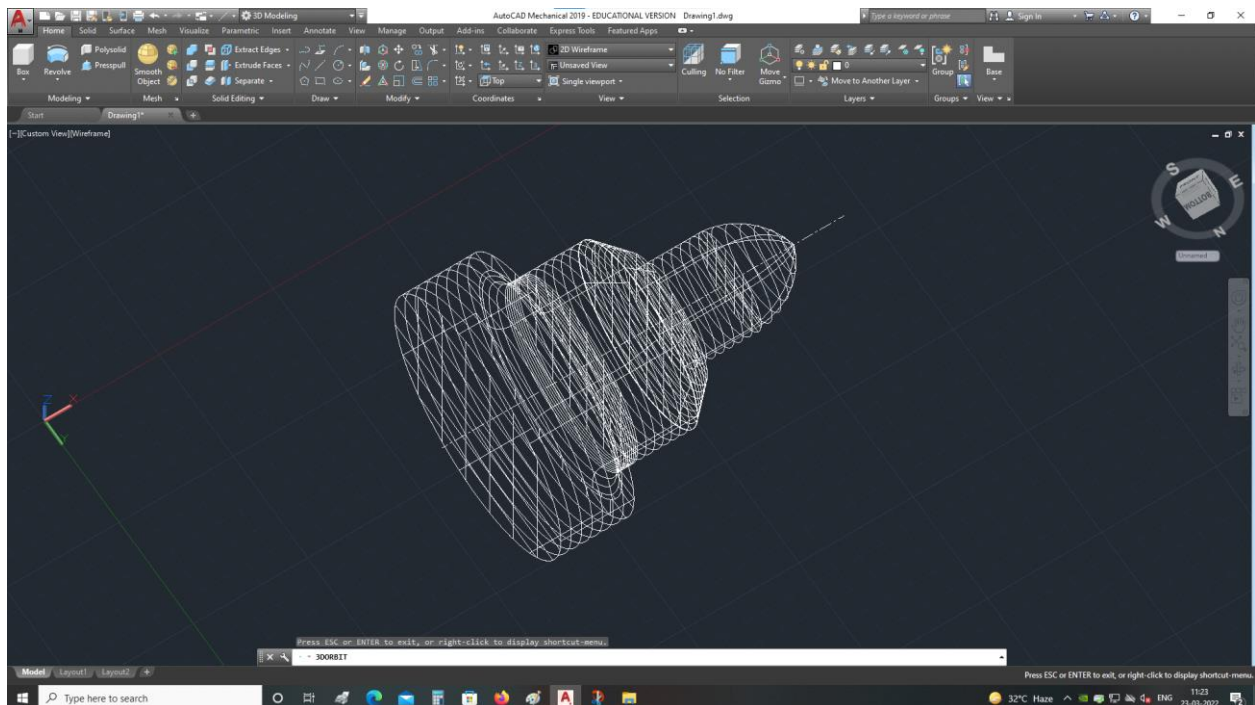 3D Modeling
AutoCAD Mechanical 2019 - EDUCATIONAL VERSION Drawing1.dwg
Type a keyword or phrase
Sign In
Home Solid Surface Mesh Visualize Parametric Insert Annotate View Manage Output Add-ins Collaborate Express Tools Featured Apps
Box
Revolve
Polysolid
Presspull
Smooth
Object
Extract Edges
Extrude Faces
Separate
Top
2D Wireframe
Unsaved View
Single viewport
Culling
No Filter
Move
Gizmo
0
Move to Another Layer
Group
Base
Modeling
Mesh
Solid Editing
Draw
Modify
Coordinates
View
Selection
Layers
Groups
View
Start
Drawing1*
[-][Custom View][Wireframe]
S
E
W
N
BOTTOM
Unnamed
Z
X
Y
Press ESC or ENTER to exit, or right-click to display shortcut-menu.
3DORBIT
Model Layout1 Layout2 +
Press ESC or ENTER to exit, or right-click to display shortcut-menu.
Type here to search
32°C Haze
ENG
11:23
23-03-2022